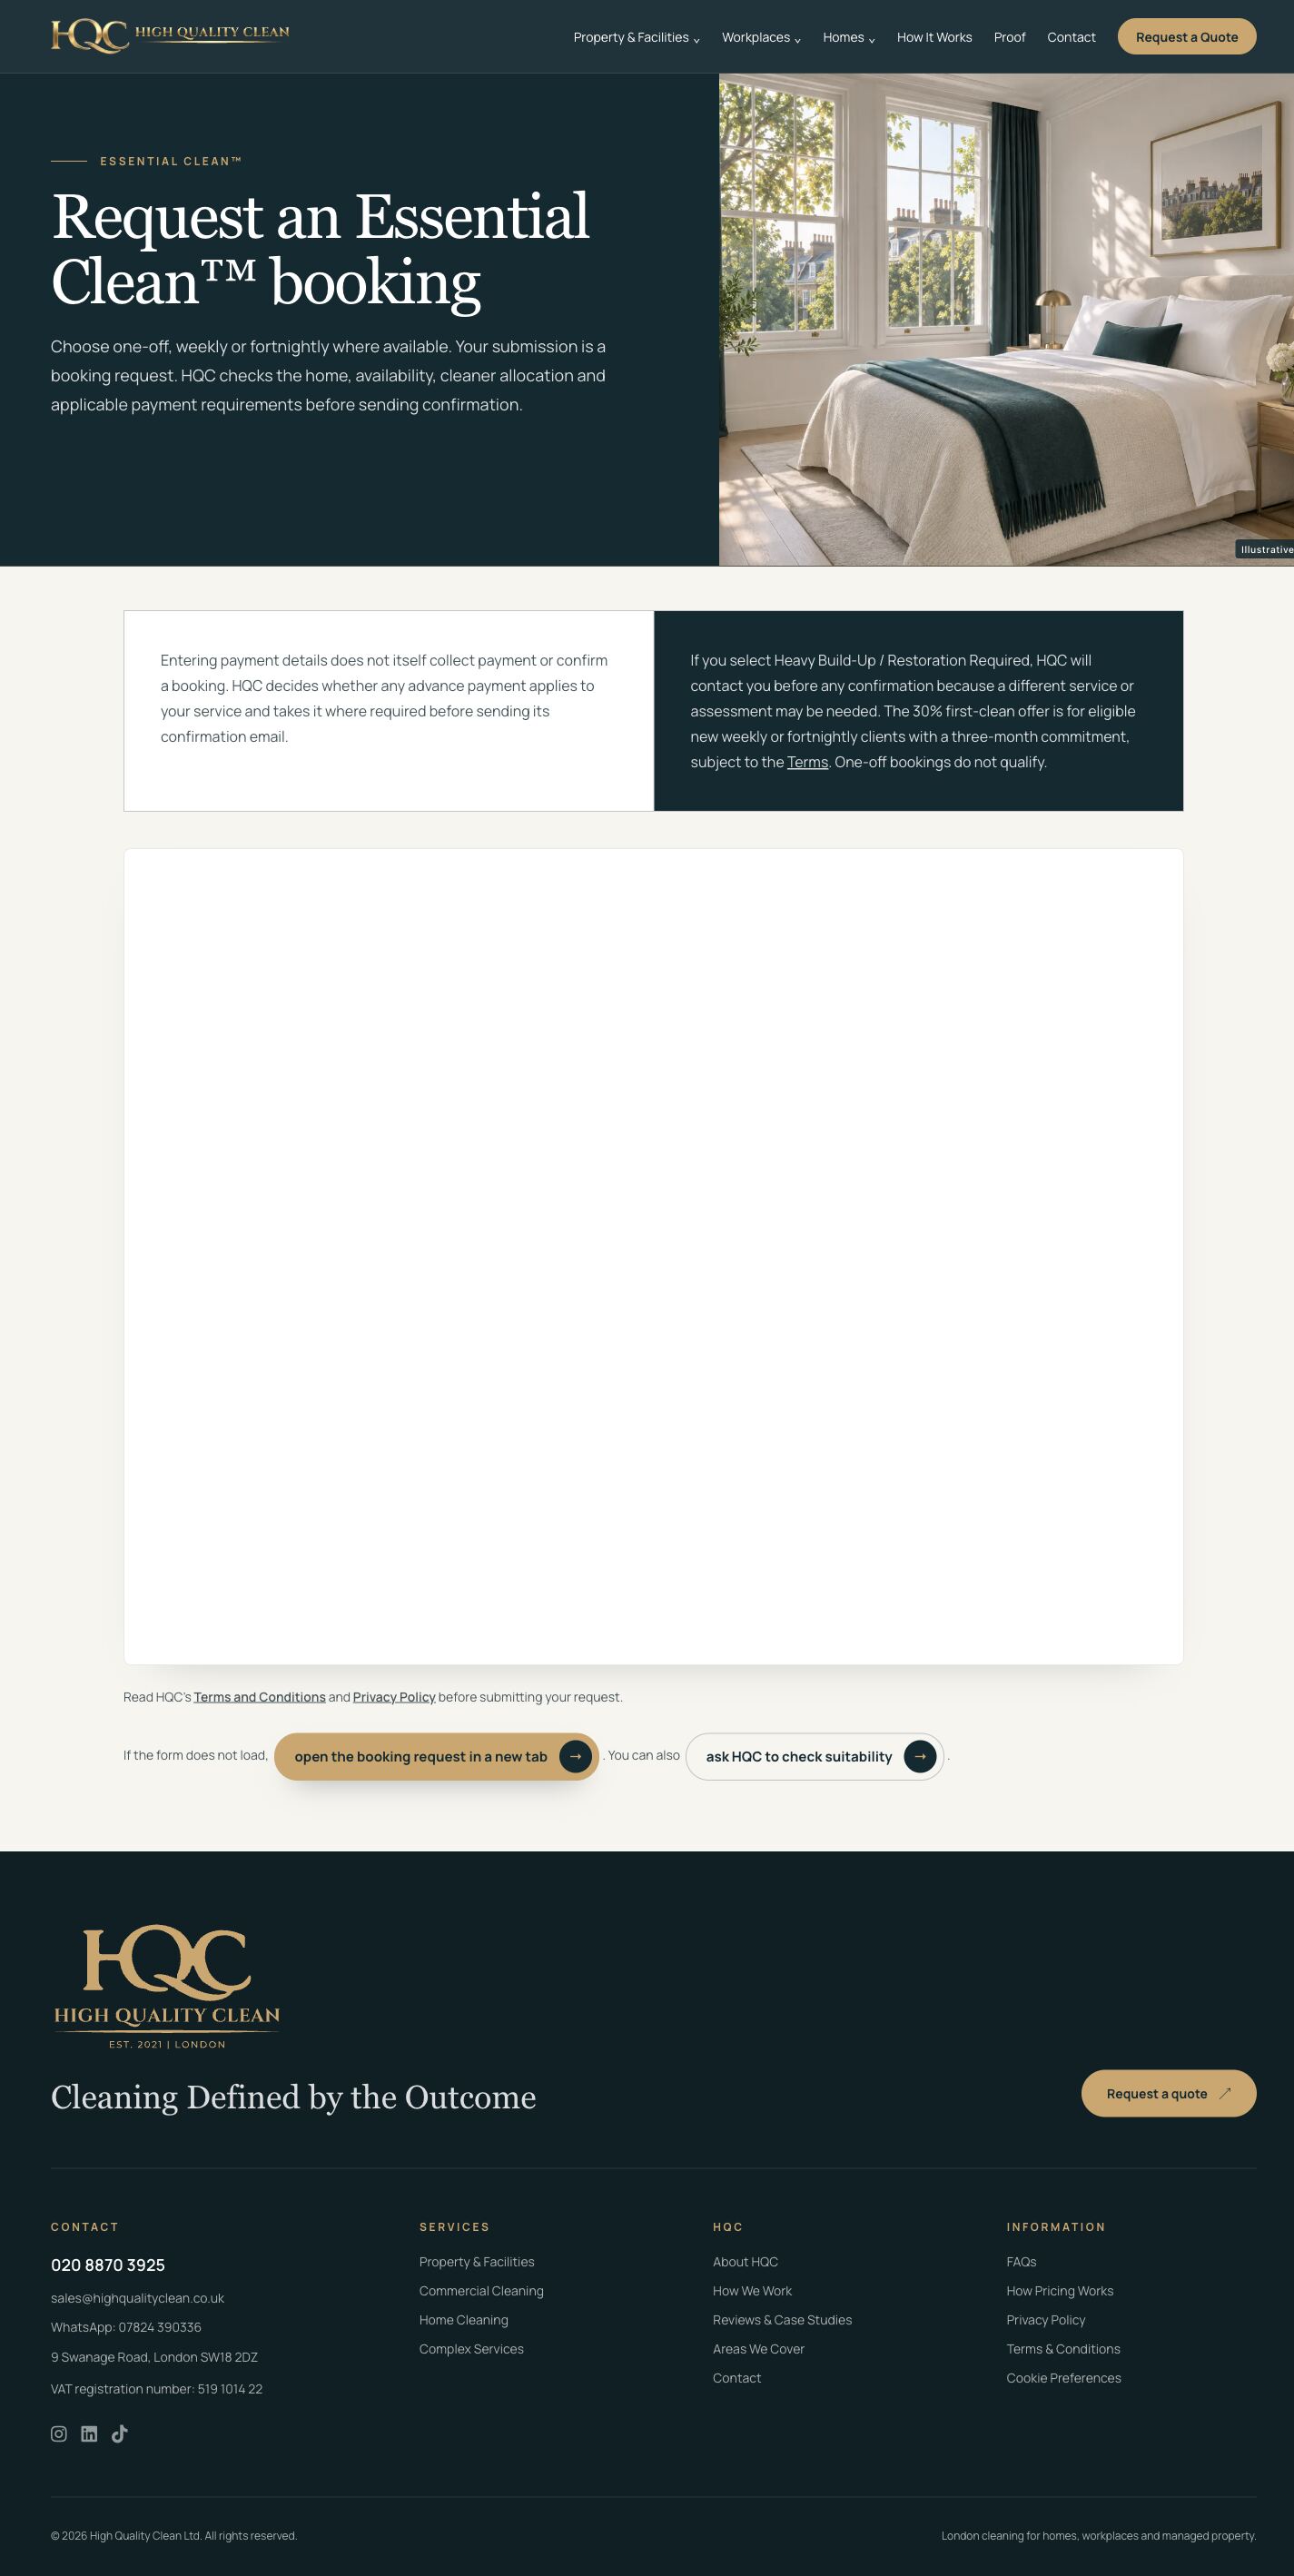 HQC HIGH QUALITY CLEAN
Property & Facilities
Workplaces
Homes
How It Works
Proof
Contact
Request a Quote
ESSENTIAL CLEAN™
Request an Essential
Clean™ booking
Choose one-off, weekly or fortnightly where available. Your submission is a
booking request. HQC checks the home, availability, cleaner allocation and
applicable payment requirements before sending confirmation.
Illustrative
Entering payment details does not itself collect payment or confirm
a booking. HQC decides whether any advance payment applies to
your service and takes it where required before sending its
confirmation email.
If you select Heavy Build-Up / Restoration Required, HQC will
contact you before any confirmation because a different service or
assessment may be needed. The 30% first-clean offer is for eligible
new weekly or fortnightly clients with a three-month commitment,
subject to the Terms. One-off bookings do not qualify.
Read HQC's Terms and Conditions and Privacy Policy before submitting your request.
If the form does not load, open the booking request in a new tab → . You can also ask HQC to check suitability → .
HQC
HIGH QUALITY CLEAN
EST. 2021 | LONDON
Cleaning Defined by the Outcome
Request a quote ↗
CONTACT
020 8870 3925
sales@highqualityclean.co.uk
WhatsApp: 07824 390336
9 Swanage Road, London SW18 2DZ
VAT registration number: 519 1014 22
SERVICES
Property & Facilities
Commercial Cleaning
Home Cleaning
Complex Services
HQC
About HQC
How We Work
Reviews & Case Studies
Areas We Cover
Contact
INFORMATION
FAQs
How Pricing Works
Privacy Policy
Terms & Conditions
Cookie Preferences
© 2026 High Quality Clean Ltd. All rights reserved.
London cleaning for homes, workplaces and managed property.